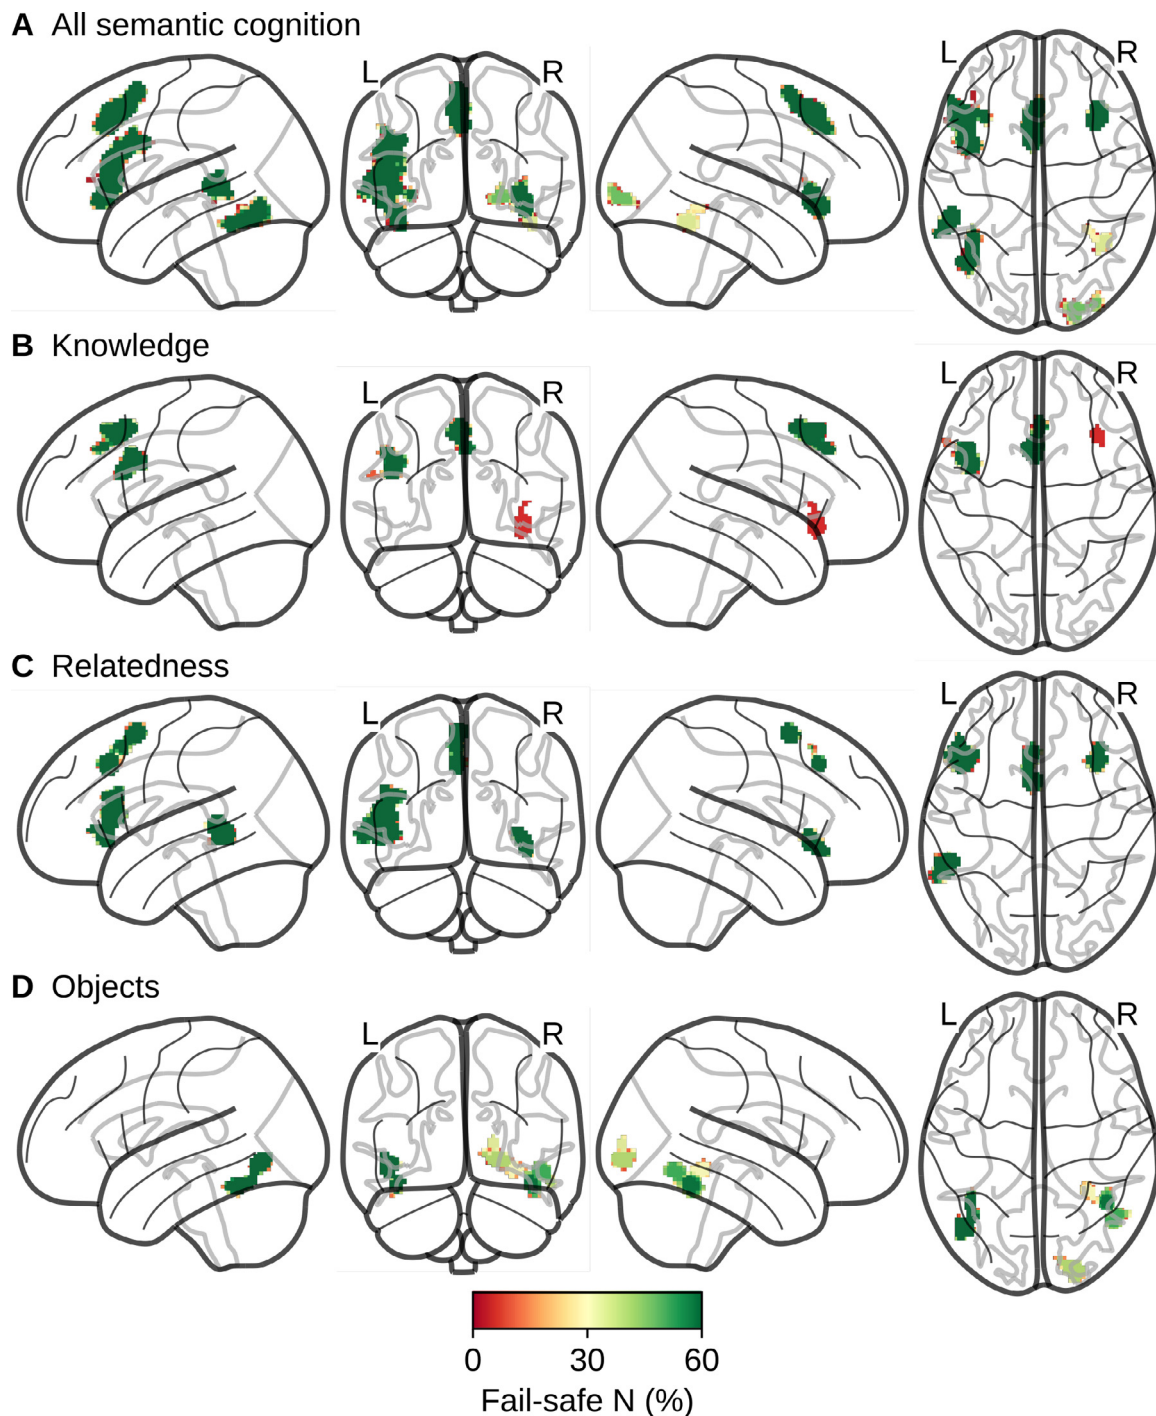 A All semantic cognition
L R L R
B Knowledge
L R L R
C Relatedness
L R L R
D Objects
L R L R
0 30 60
Fail-safe N (%)